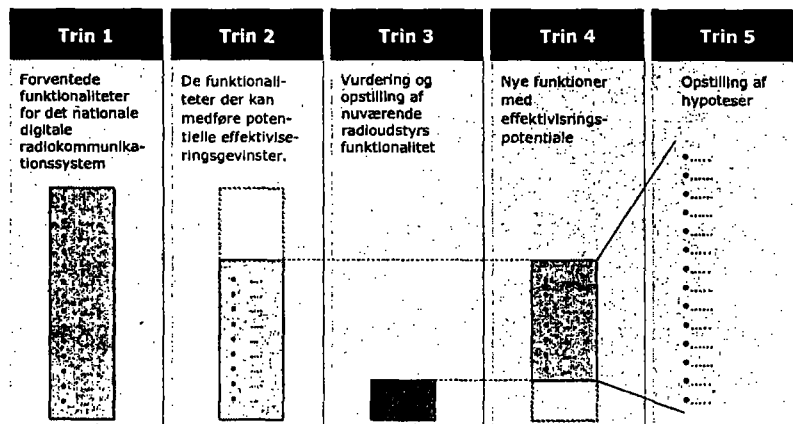 Trin 1
Forventede
funktionaliteter
for det nationale
digitale
radiokommunika-
tionssystem
Trin 2
De funktionali-
teter der kan
medføre poten-
tielle effektivise-
ringsgevinster.
Trin 3
Vurdering og
opstilling af
nuværende
radioudstyrs
funktionalitet
Trin 4
Nye funktioner
med
effektivisrings-
potentiale
Trin 5
Opstilling af
hypoteser